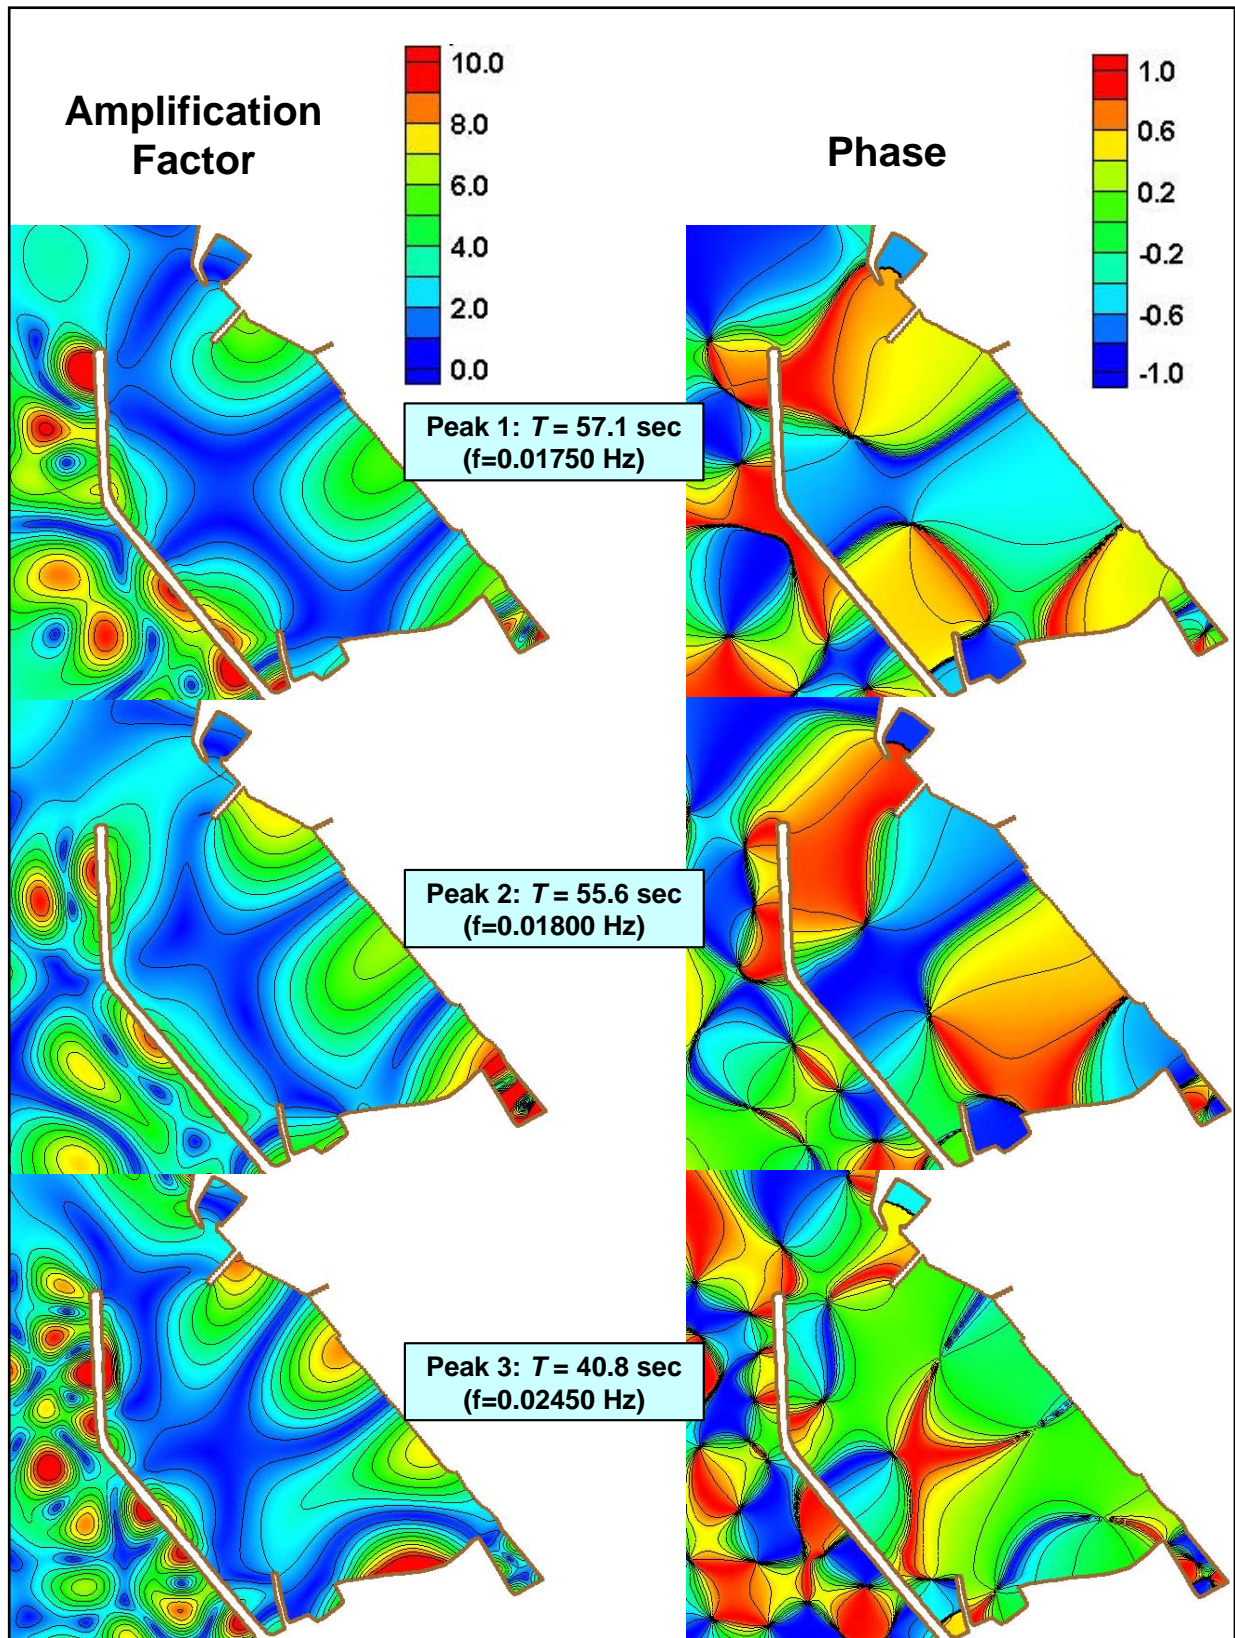 Amplification
Factor
10.0
8.0
6.0
4.0
2.0
0.0
Phase
1.0
0.6
0.2
-0.2
-0.6
-1.0
Peak 1: T = 57.1 sec
(f=0.01750 Hz)
Peak 2: T = 55.6 sec
(f=0.01800 Hz)
Peak 3: T = 40.8 sec
(f=0.02450 Hz)